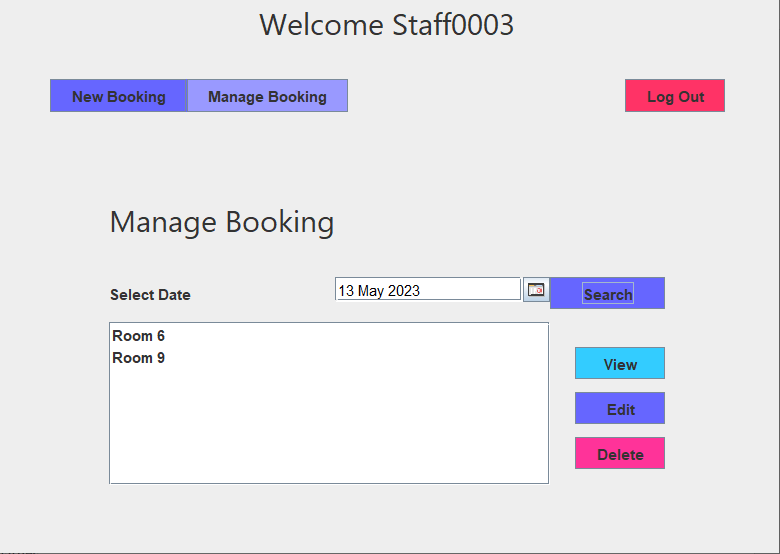 Welcome Staff0003
New Booking Manage Booking Log Out
Manage Booking
Select Date 13 May 2023 Search
Room 6
Room 9
View
Edit
Delete